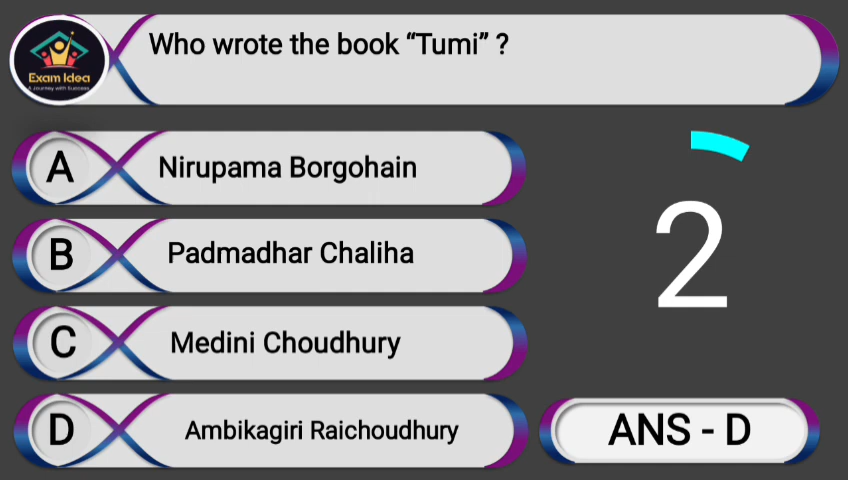 Who wrote the book “Tumi” ?
Exam Idea
A Journey with Success
A
Nirupama Borgohain
B
Padmadhar Chaliha
2
C
Medini Choudhury
D
Ambikagiri Raichoudhury
ANS - D